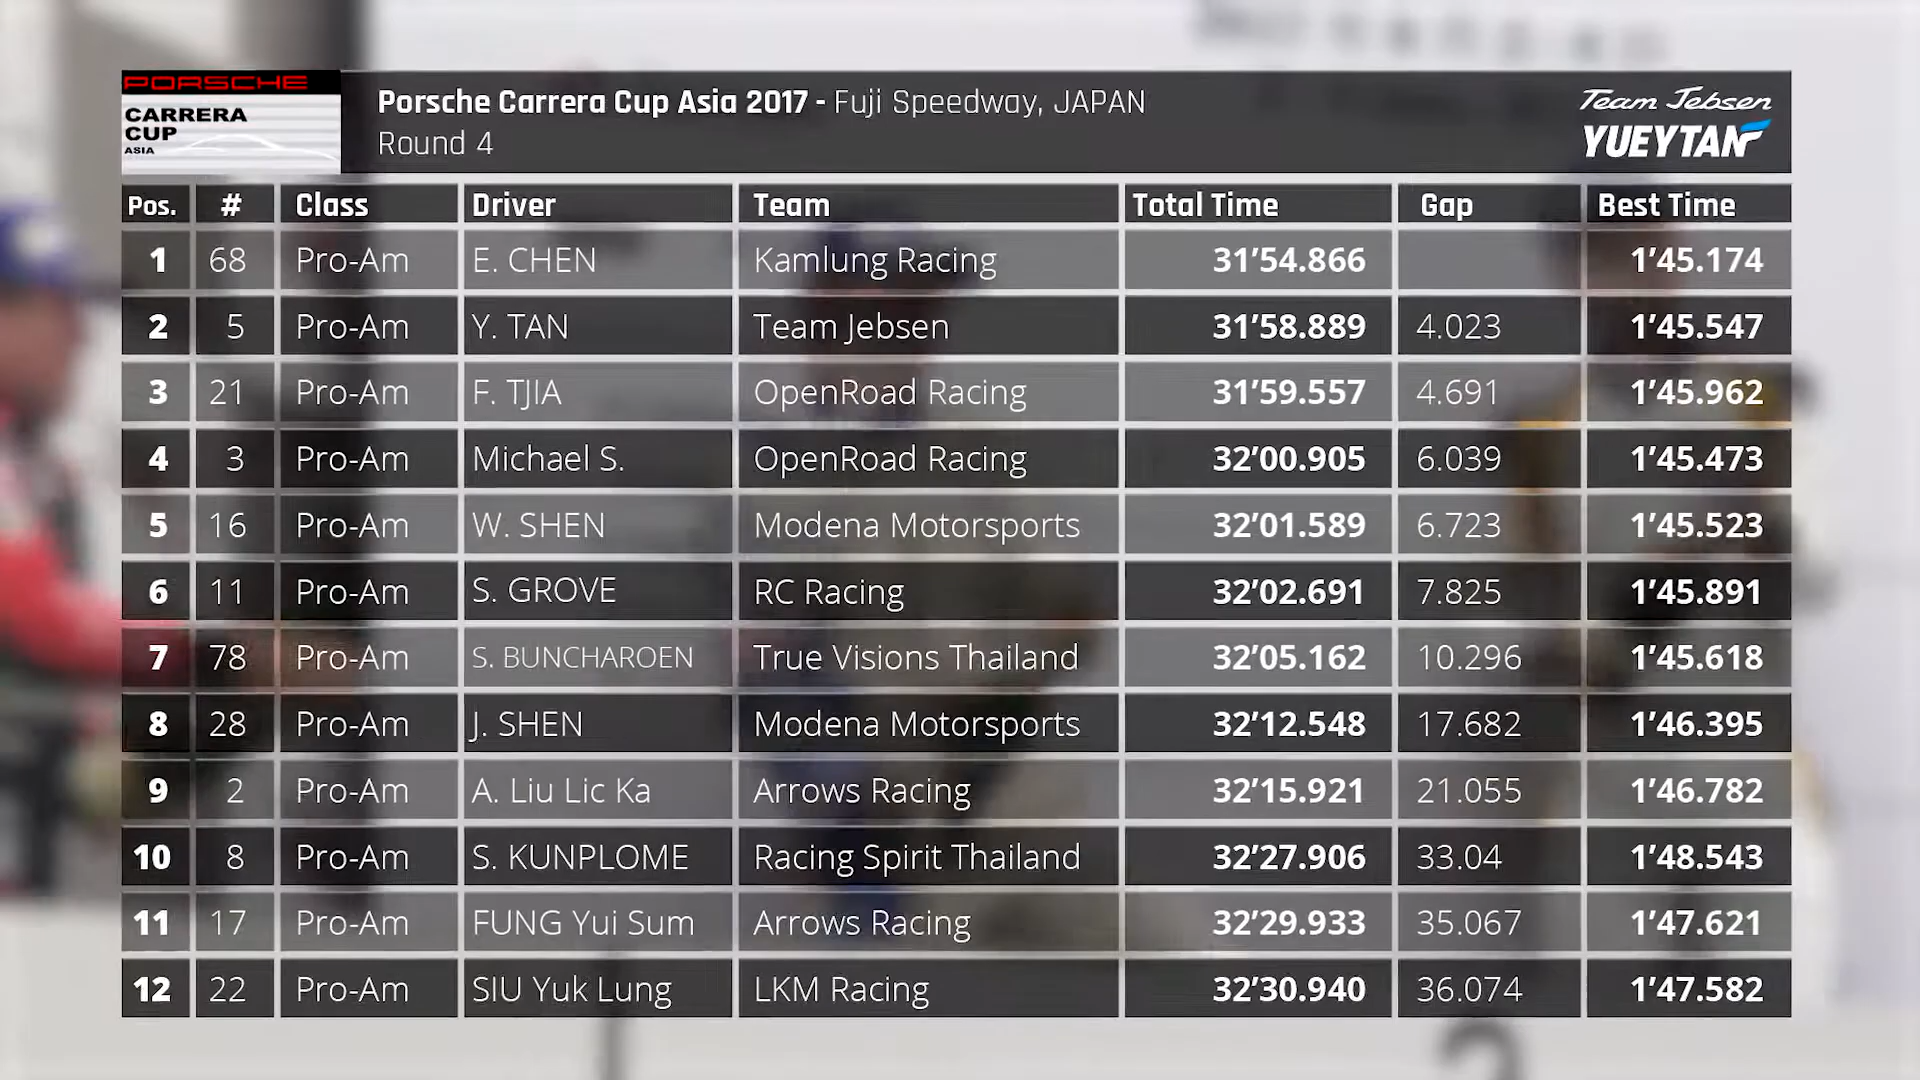 PORSCHE
CARRERA
CUP
ASIA
Porsche Carrera Cup Asia 2017 - Fuji Speedway, JAPAN
Round 4
Team Jebsen
YUEYTAN
Pos. # Class Driver Team Total Time Gap Best Time
1 68 Pro-Am E. CHEN Kamlung Racing 31’54.866 1’45.174
2 5 Pro-Am Y. TAN Team Jebsen 31’58.889 4.023 1’45.547
3 21 Pro-Am F. TJIA OpenRoad Racing 31’59.557 4.691 1’45.962
4 3 Pro-Am Michael S. OpenRoad Racing 32’00.905 6.039 1’45.473
5 16 Pro-Am W. SHEN Modena Motorsports 32’01.589 6.723 1’45.523
6 11 Pro-Am S. GROVE RC Racing 32’02.691 7.825 1’45.891
7 78 Pro-Am S. BUNCHAROEN True Visions Thailand 32’05.162 10.296 1’45.618
8 28 Pro-Am J. SHEN Modena Motorsports 32’12.548 17.682 1’46.395
9 2 Pro-Am A. Liu Lic Ka Arrows Racing 32’15.921 21.055 1’46.782
10 8 Pro-Am S. KUNPLOME Racing Spirit Thailand 32’27.906 33.04 1’48.543
11 17 Pro-Am FUNG Yui Sum Arrows Racing 32’29.933 35.067 1’47.621
12 22 Pro-Am SIU Yuk Lung LKM Racing 32’30.940 36.074 1’47.582